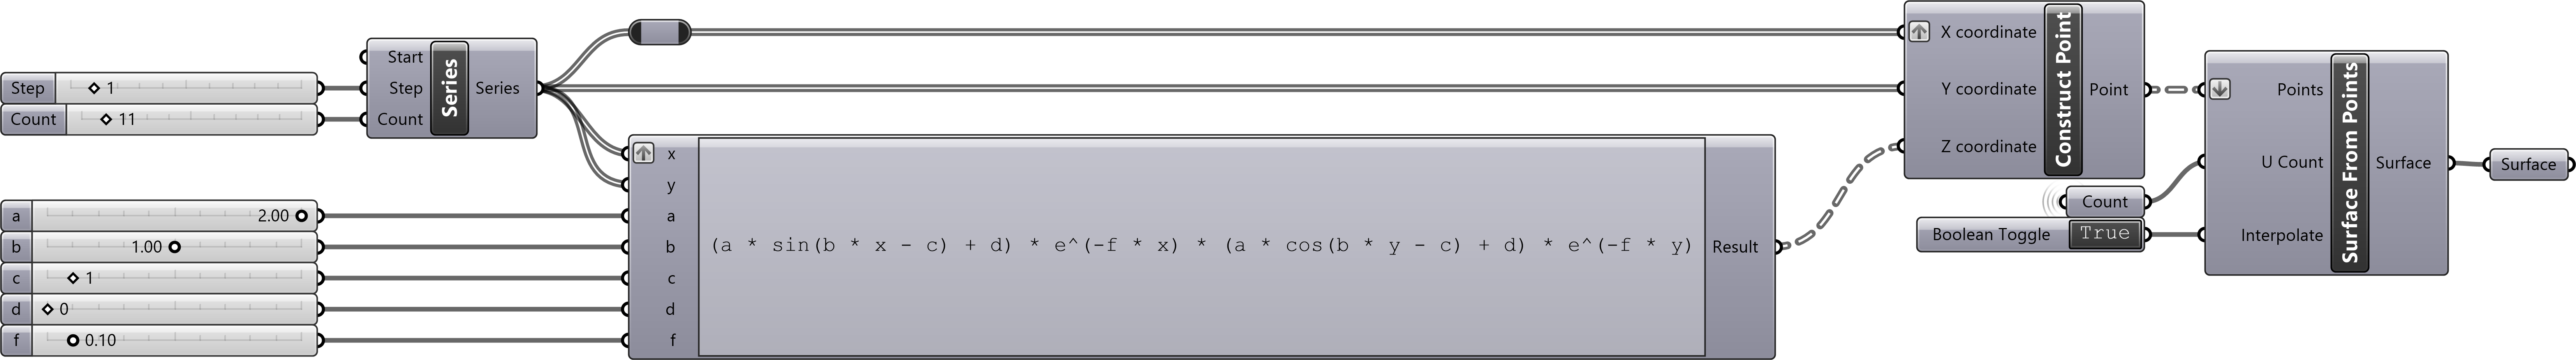 Step 1
Count 11
Start
Step
Count
Series
Series
a 2.00
b 1.00
c 1
d 0
f 0.10
x
y
a
b
c
d
f
(a * sin(b * x - c) + d) * e^(-f * x) * (a * cos(b * y - c) + d) * e^(-f * y)
Result
X coordinate
Y coordinate
Z coordinate
Construct Point
Point
Count
Boolean Toggle True
Points
U Count
Interpolate
Surface From Points
Surface
Surface